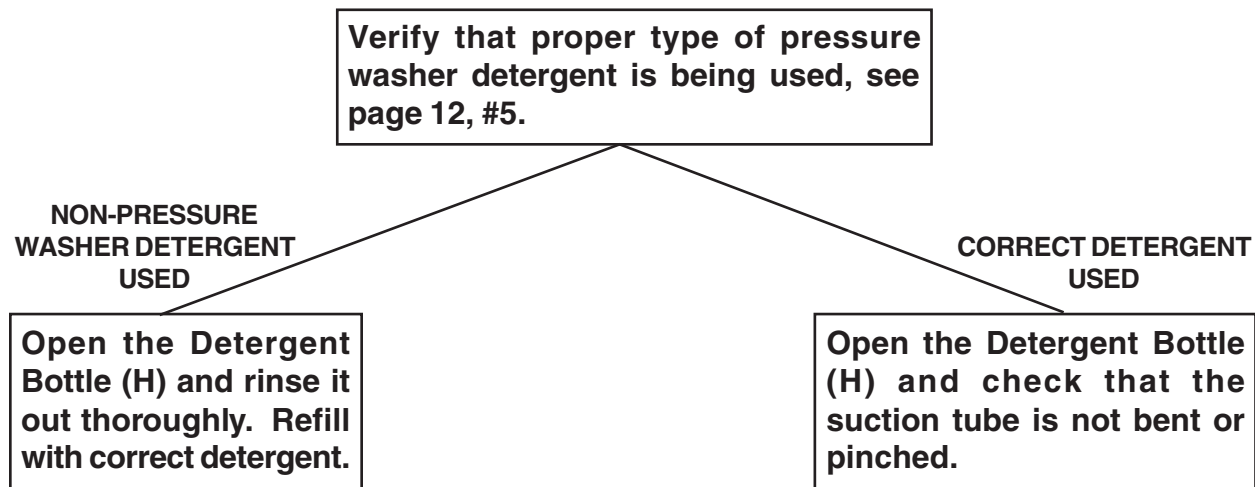 Verify that proper type of pressure
washer detergent is being used, see
page 12, #5.
NON-PRESSURE
WASHER DETERGENT
USED
CORRECT DETERGENT
USED
Open the Detergent
Bottle (H) and rinse it
out thoroughly. Refill
with correct detergent.
Open the Detergent Bottle
(H) and check that the
suction tube is not bent or
pinched.